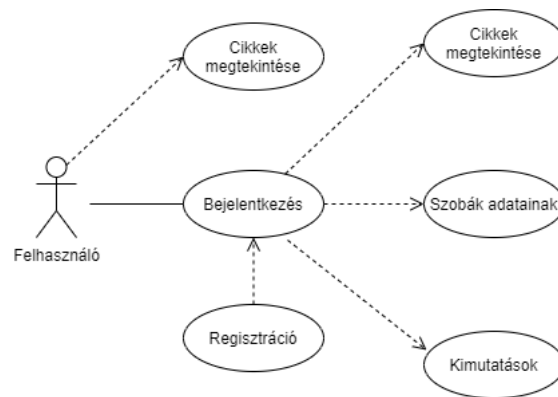 Cikkek
megtekintése
Cikkek
megtekintése
Felhasználó
Bejelentkezés
Szobák adatainak
Regisztráció
Kimutatások